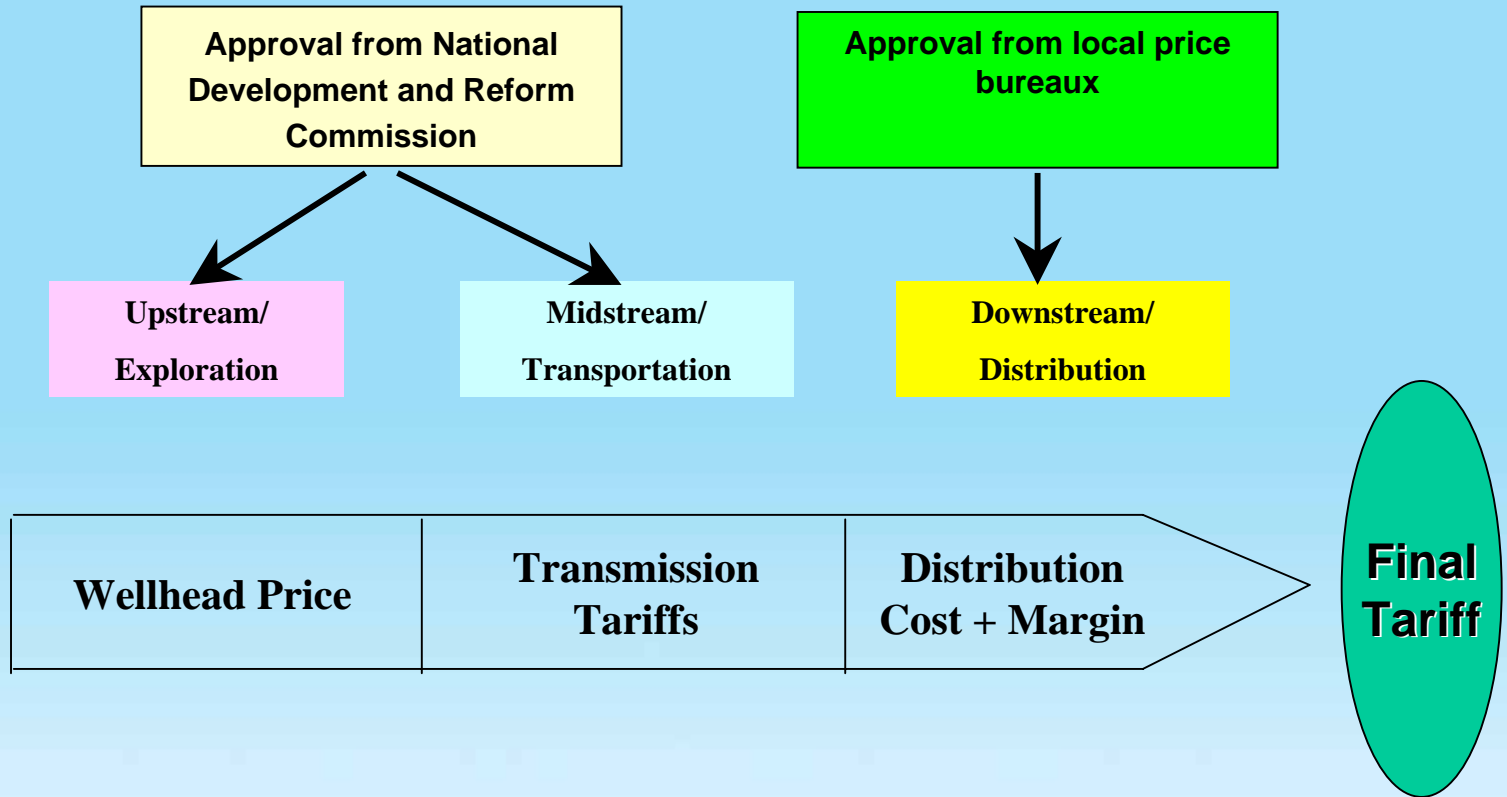 Approval from National
Development and Reform
Commission
Approval from local price
bureaux
Upstream/
Exploration
Midstream/
Transportation
Downstream/
Distribution
Wellhead Price
Transmission
Tariffs
Distribution
Cost + Margin
Final
Tariff